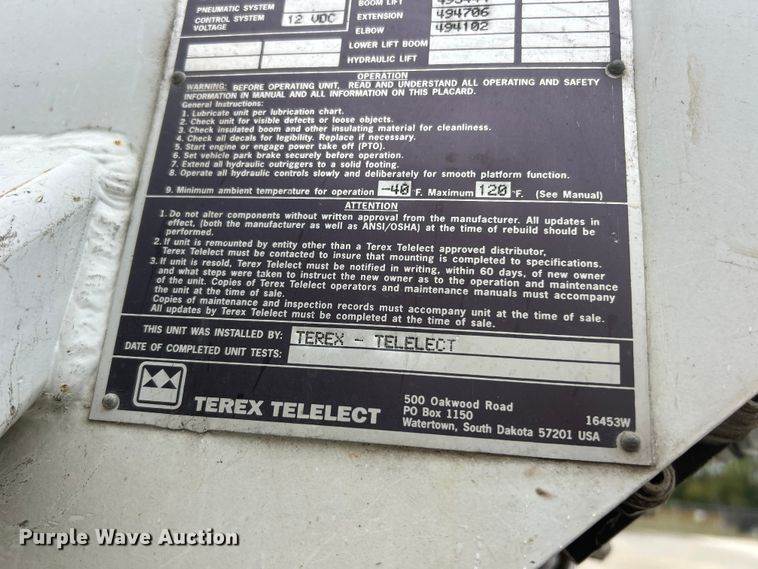 PNEUMATIC SYSTEM
CONTROL SYSTEM VOLTAGE 12 VDC
BOOM LIFT
EXTENSION 494706
ELBOW 494102
LOWER LIFT BOOM
HYDRAULIC LIFT
OPERATION
WARNING: BEFORE OPERATING UNIT, READ AND UNDERSTAND ALL OPERATING AND SAFETY
INFORMATION IN MANUAL AND ALL INFORMATION ON THIS PLACARD.
General Instructions:
1. Lubricate unit per lubrication chart.
2. Check unit for visible defects or loose objects.
3. Check insulated boom and other insulating material for cleanliness.
4. Check all decals for legibility. Replace if necessary.
5. Start engine or engage power take off (PTO).
6. Set vehicle park brake securely before operation.
7. Extend all hydraulic outriggers to a solid footing.
8. Operate all hydraulic controls slowly and deliberately for smooth platform function.
9. Minimum ambient temperature for operation -40 °F. Maximum 120 °F. (See Manual)
ATTENTION
1. Do not alter components without written approval from the manufacturer. All updates in
effect, (both the manufacturer as well as ANSI/OSHA) at the time of rebuild should be
performed.
2. If unit is remounted by entity other than a Terex Telelect approved distributor,
Terex Telelect must be contacted to insure that mounting is completed to specifications.
3. If unit is resold, Terex Telelect must be notified in writing, within 60 days, of new owner
and what steps were taken to instruct the new owner as to the operation and maintenance
of the unit. Copies of Terex Telelect operators and maintenance manuals must accompany
the unit at time of sale.
Copies of maintenance and inspection records must accompany unit at time of sale.
All updates by Terex Telelect must be completed at the time of sale.
THIS UNIT WAS INSTALLED BY: TEREX - TELELECT
DATE OF COMPLETED UNIT TESTS:
TEREX TELELECT
500 Oakwood Road
PO Box 1150
Watertown, South Dakota 57201 USA
16453W
Purple Wave Auction